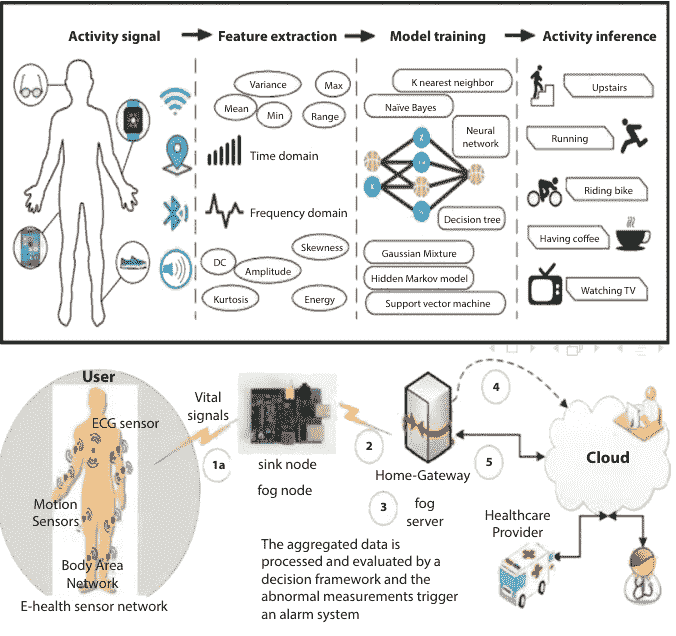 Activity signal
Feature extraction
Model training
Activity inference
Variance
Max
Mean
Min
Range
Time domain
Frequency domain
Skewness
DC
Amplitude
Kurtosis
Energy
K nearest neighbor
Naïve Bayes
Neural
network
Decision tree
Gaussian Mixture
Hidden Markov model
Support vector machine
Upstairs
Running
Riding bike
Having coffee
Watching TV
User
ECG sensor
Motion
Sensors
Body Area
Network
E-health sensor network
Vital
signals
1a
sink node
fog node
2
Home-Gateway
3
fog
server
4
5
Cloud
Healthcare
Provider
The aggregated data is
processed and evaluated by a
decision framework and the
abnormal measurements trigger
an alarm system